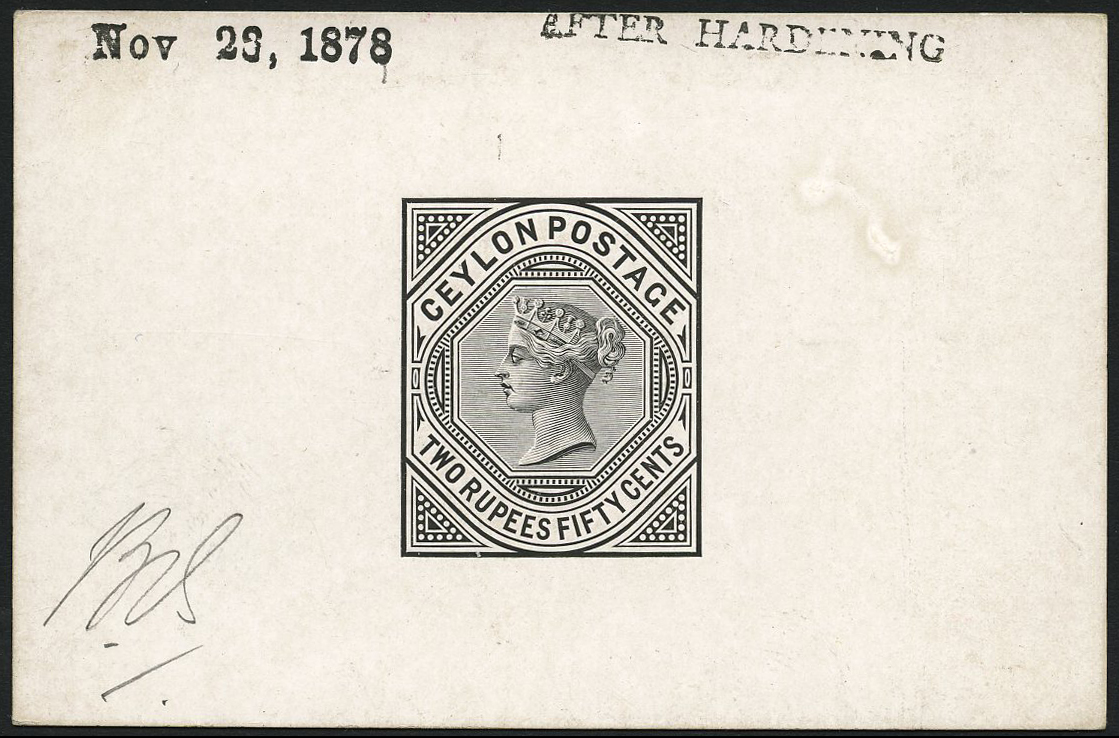 Nov 23, 1878
AFTER HARDENING
CEYLON POSTAGE
TWO RUPEES FIFTY CENTS